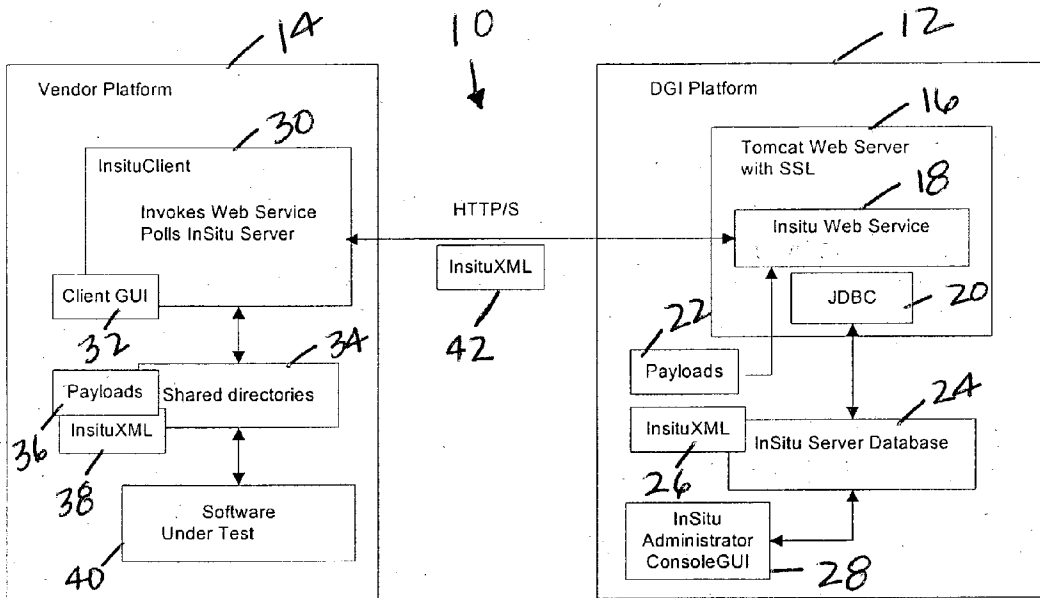 14
10
12
Vendor Platform
DGI Platform
30
16
InsituClient
Tomcat Web Server
with SSL
18
Invokes Web Service
Polls InSitu Server
HTTP/S
Insitu Web Service
InsituXML
42
Client GUI
32
JDBC
20
34
22
Payloads
Shared directories
Payloads
24
36
InsituXML
38
InsituXML
26
InSitu Server Database
Software
Under Test
40
InSitu
Administrator
ConsoleGUI
28